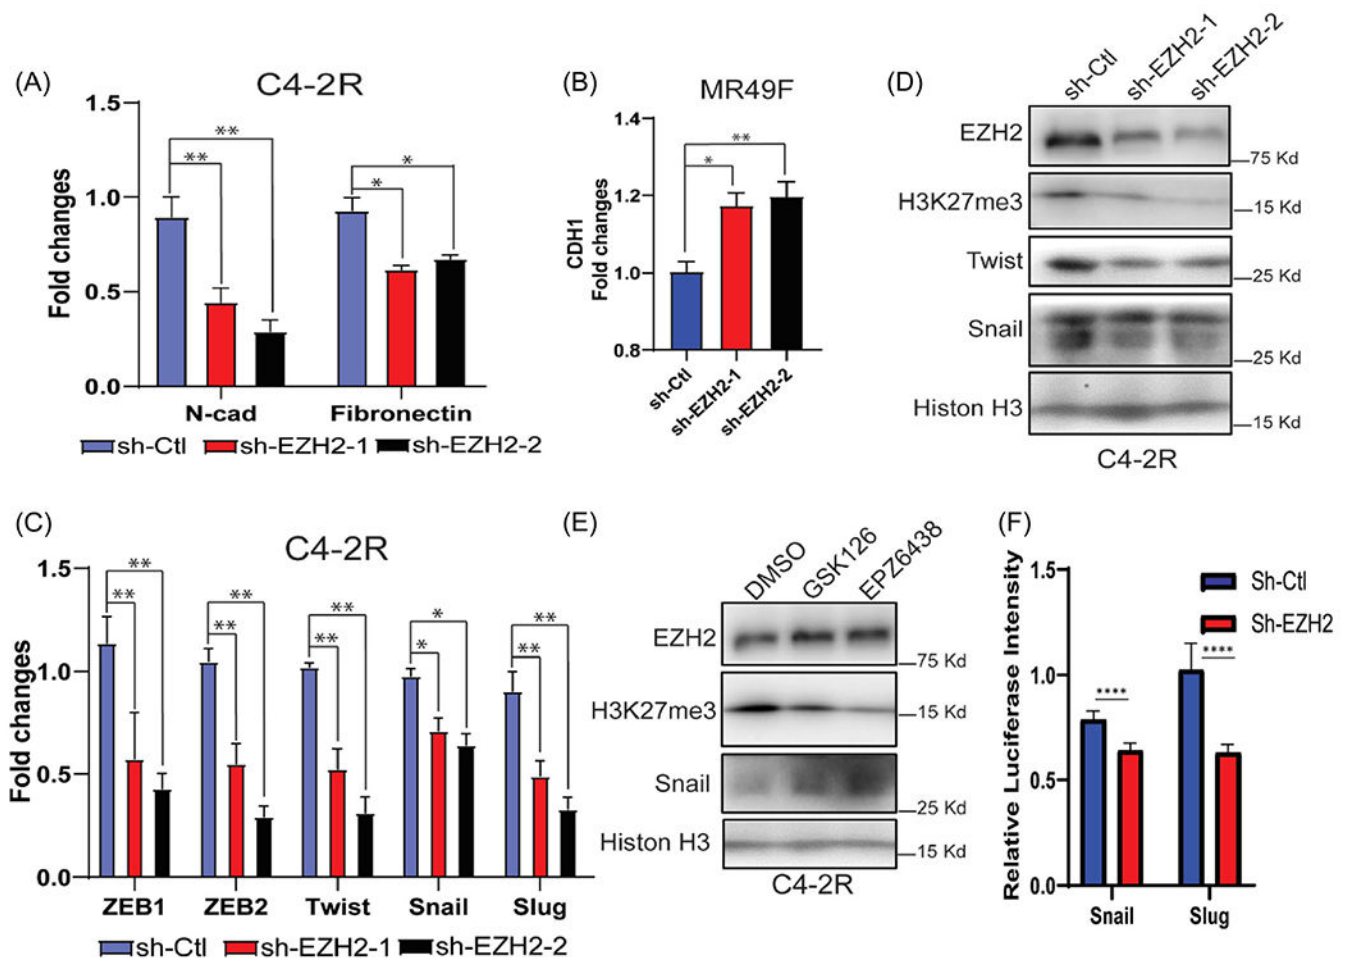 (A)
C4-2R
Fold changes
1.5
1.0
0.5
0.0
**
**
*
*
N-cad
Fibronectin
sh-Ctl sh-EZH2-1 sh-EZH2-2
(B)
MR49F
CDH1
Fold changes
1.4
1.2
1.0
0.8
**
*
sh-Ctl
sh-EZH2-1
sh-EZH2-2
(D)
sh-Ctl
sh-EZH2-1
sh-EZH2-2
EZH2
75 Kd
H3K27me3
15 Kd
Twist
25 Kd
Snail
25 Kd
Histon H3
15 Kd
C4-2R
(C)
C4-2R
Fold changes
1.5
1.0
0.5
0.0
**
**
**
**
**
**
*
*
**
**
ZEB1
ZEB2
Twist
Snail
Slug
sh-Ctl sh-EZH2-1 sh-EZH2-2
(E)
DMSO
GSK126
EPZ6438
EZH2
75 Kd
H3K27me3
15 Kd
Snail
25 Kd
Histon H3
15 Kd
C4-2R
(F)
Relative Luciferase Intensity
1.5
1.0
0.5
0.0
Sh-Ctl
Sh-EZH2
****
****
Snail
Slug